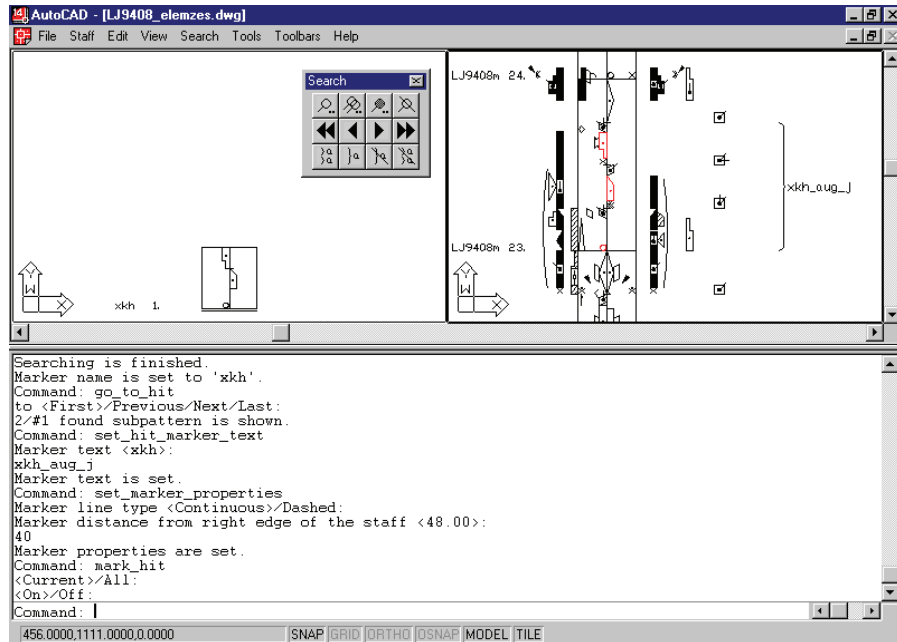 AutoCAD - [LJ9408_elemzes.dwg]
File Staff Edit View Search Tools Toolbars Help
Search
LJ9408m 24.
xkh_aug_j
LJ9408m 23.
xkh 1.
Y
W
X
Y
W
X
Searching is finished.
Marker name is set to 'xkh'.
Command: go_to_hit
to <First>/Previous/Next/Last:
2/#1 found subpattern is shown.
Command: set_hit_marker_text
Marker text <xkh>:
xkh_aug_j
Marker text is set.
Command: set_marker_properties
Marker line type <Continuous>/Dashed:
Marker distance from right edge of the staff <48.00>:
40
Marker properties are set.
Command: mark_hit
<Current>/All:
<On>/Off:
Command:
456.0000,1111.0000,0.0000 SNAP GRID ORTHO OSNAP MODEL TILE